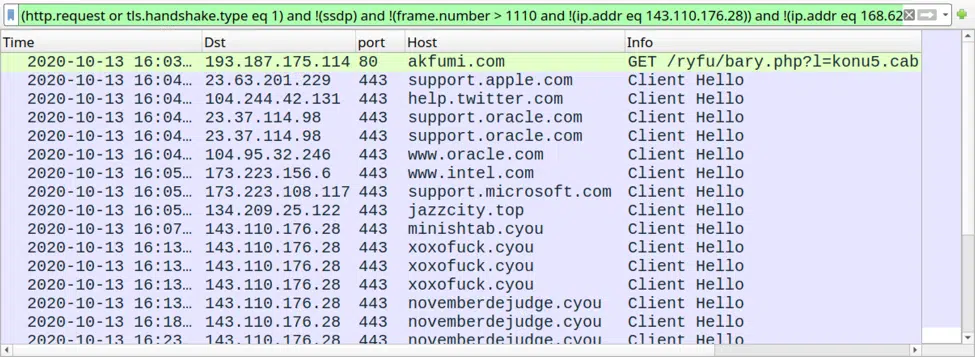 (http.request or tls.handshake.type eq 1) and !(ssdp) and !(frame.number > 1110 and !(ip.addr eq 143.110.176.28)) and !(ip.addr eq 168.62
Time Dst port Host Info
2020-10-13 16:03… 193.187.175.114 80 akfumi.com GET /ryfu/bary.php?l=konu5.cab
2020-10-13 16:04… 23.63.201.229 443 support.apple.com Client Hello
2020-10-13 16:04… 104.244.42.131 443 help.twitter.com Client Hello
2020-10-13 16:04… 23.37.114.98 443 support.oracle.com Client Hello
2020-10-13 16:04… 23.37.114.98 443 support.oracle.com Client Hello
2020-10-13 16:04… 104.95.32.246 443 www.oracle.com Client Hello
2020-10-13 16:05… 173.223.156.6 443 www.intel.com Client Hello
2020-10-13 16:05… 173.223.108.117 443 support.microsoft.com Client Hello
2020-10-13 16:05… 134.209.25.122 443 jazzcity.top Client Hello
2020-10-13 16:07… 143.110.176.28 443 minishtab.cyou Client Hello
2020-10-13 16:13… 143.110.176.28 443 xoxofuck.cyou Client Hello
2020-10-13 16:13… 143.110.176.28 443 xoxofuck.cyou Client Hello
2020-10-13 16:13… 143.110.176.28 443 xoxofuck.cyou Client Hello
2020-10-13 16:13… 143.110.176.28 443 novemberdejudge.cyou Client Hello
2020-10-13 16:18… 143.110.176.28 443 novemberdejudge.cyou Client Hello
2020-10-13 16:23… 143.110.176.28 443 novemberdejudge.cyou Client Hello